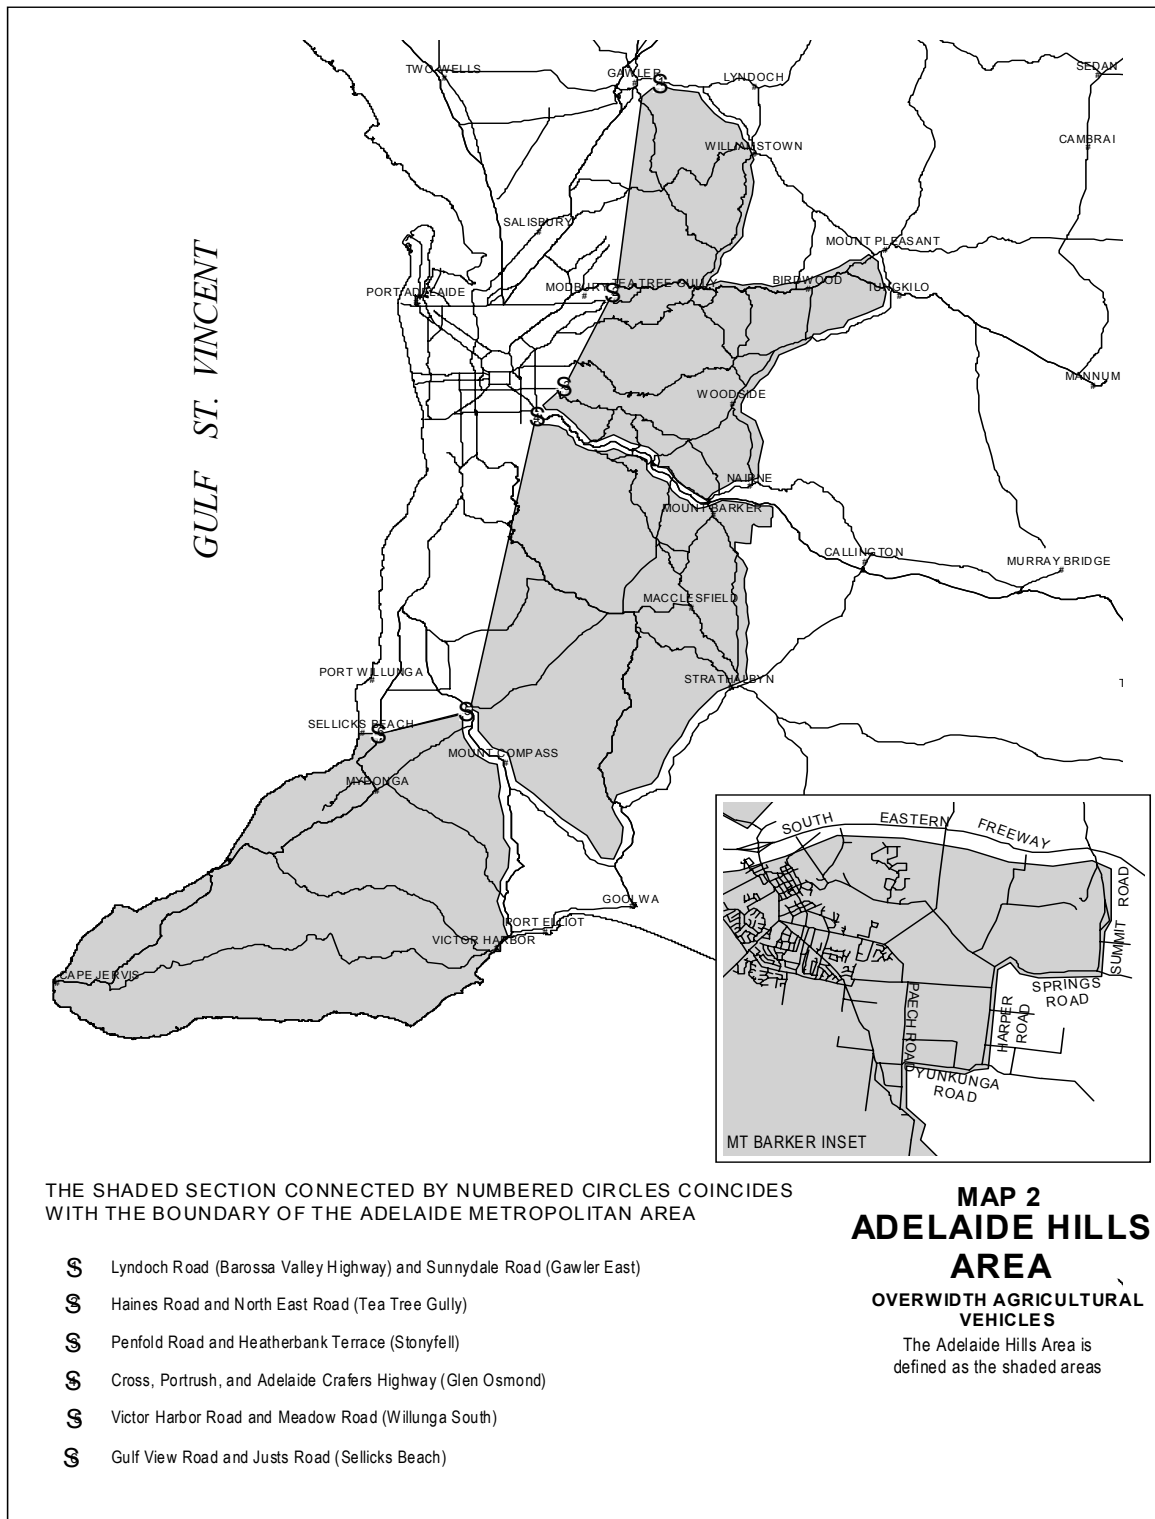 TWO WELLS
GAWLER
LYNDOCH
SEDAN
CAMBRAI
WILLIAMSTOWN
SALISBURY
MOUNT PLEASANT
GULF ST. VINCENT
PORT ADELAIDE
MODBURY
TEA TREE GULLY
BIRDWOOD
TUNGKILO
MANNUM
WOODSIDE
NAIRNE
MOUNT BARKER
CALLINGTON
MURRAY BRIDGE
MACCLESFIELD
PORT WILLUNGA
STRATHALBYN
T
SELLICKS BEACH
MOUNT COMPASS
MYPONGA
GOOLWA
PORT ELLIOT
VICTOR HARBOR
CAPE JERVIS
SOUTH EASTERN FREEWAY
SUMMIT ROAD
SPRINGS
ROAD
HARPER
ROAD
PAECH ROAD
YUNKUNGA
ROAD
MT BARKER INSET
THE SHADED SECTION CONNECTED BY NUMBERED CIRCLES COINCIDES
WITH THE BOUNDARY OF THE ADELAIDE METROPOLITAN AREA
Lyndoch Road (Barossa Valley Highway) and Sunnydale Road (Gawler East)
Haines Road and North East Road (Tea Tree Gully)
Penfold Road and Heatherbank Terrace (Stonyfell)
Cross, Portrush, and Adelaide Crafers Highway (Glen Osmond)
Victor Harbor Road and Meadow Road (Willunga South)
Gulf View Road and Justs Road (Sellicks Beach)
MAP 2
ADELAIDE HILLS
AREA
OVERWIDTH AGRICULTURAL
VEHICLES
The Adelaide Hills Area is
defined as the shaded areas